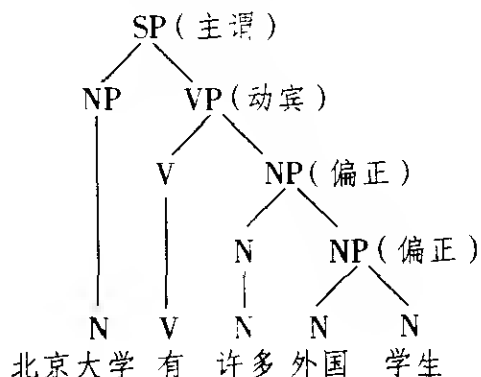 SP(主谓)
NP VP(动宾)
V NP(偏正)
N NP(偏正)
N V N N N
北京大学 有 许多 外国 学生